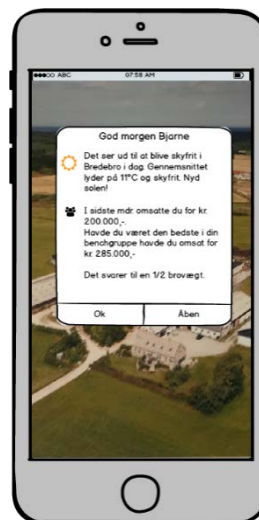 ABC 07:58 AM
God morgen Bjarne
Det ser ud til at blive skyfrit i
Bredebro i dag. Gennemsnittet
lyder på 11°C og skyfrit. Nyd
solen!
I sidste mdr. omsatte du for kr.
200.000,-
Havde du været den bedste i din
benchgruppe havde du omsat for
kr. 285.000,-
Det svarer til en 1/2 brovægt.
Ok Åben